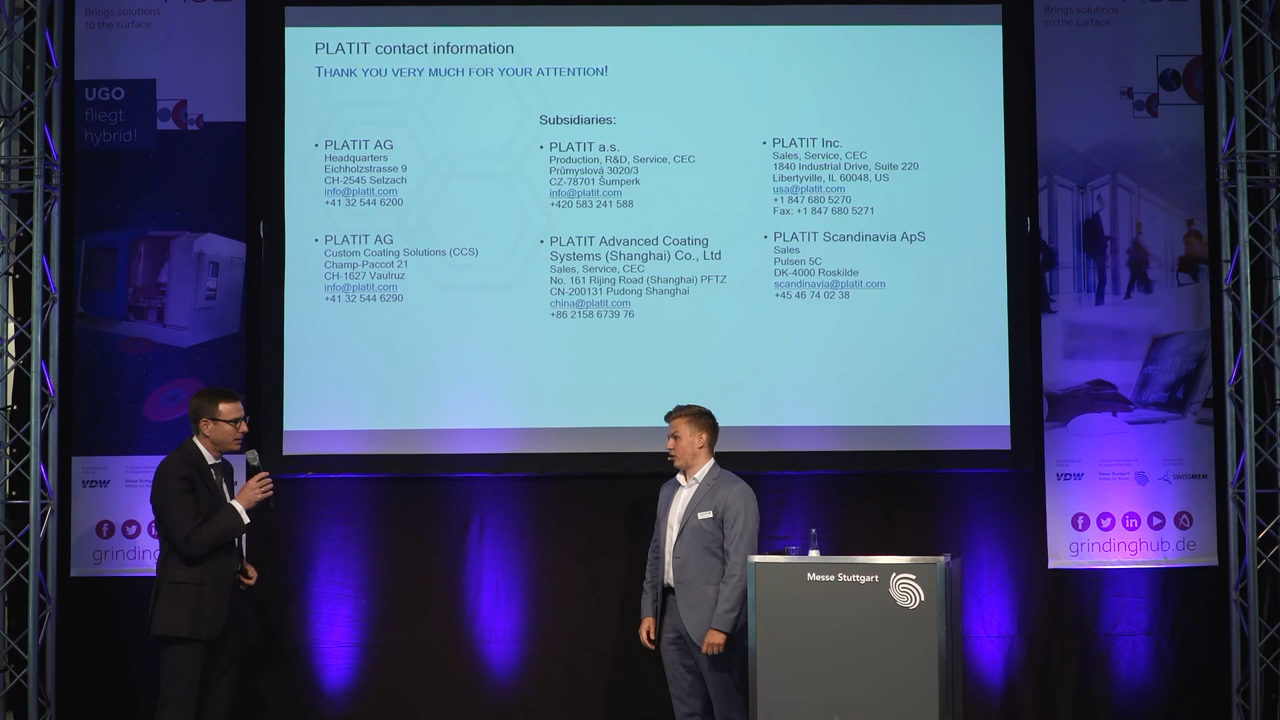 Brings solutions
to the surface.
UGO
fliegt
hybrid!
VDW
grindinghub.de
PLATIT contact information
THANK YOU VERY MUCH FOR YOUR ATTENTION!
• PLATIT AG
Headquarters
Eichholzstrasse 9
CH-2545 Selzach
info@platit.com
+41 32 544 6200
• PLATIT AG
Custom Coating Solutions (CCS)
Champ-Paccot 21
CH-1627 Vaulruz
info@platit.com
+41 32 544 6290
Subsidiaries:
• PLATIT a.s.
Production, R&D, Service, CEC
Průmyslová 3020/3
CZ-78701 Šumperk
info@platit.com
+420 583 241 588
• PLATIT Advanced Coating
Systems (Shanghai) Co., Ltd
Sales, Service, CEC
No. 161 Rijing Road (Shanghai) PFTZ
CN-200131 Pudong Shanghai
china@platit.com
+86 2158 6739 76
• PLATIT Inc.
Sales, Service, CEC
1840 Industrial Drive, Suite 220
Libertyville, IL 60048, US
usa@platit.com
+1 847 680 5270
Fax: +1 847 680 5271
• PLATIT Scandinavia ApS
Sales
Pulsen 5C
DK-4000 Roskilde
scandinavia@platit.com
+45 46 74 02 38
Brings solutions
to the surface.
VDW
Messe Stuttgart
SWISSMEM
grindinghub.de
Messe Stuttgart